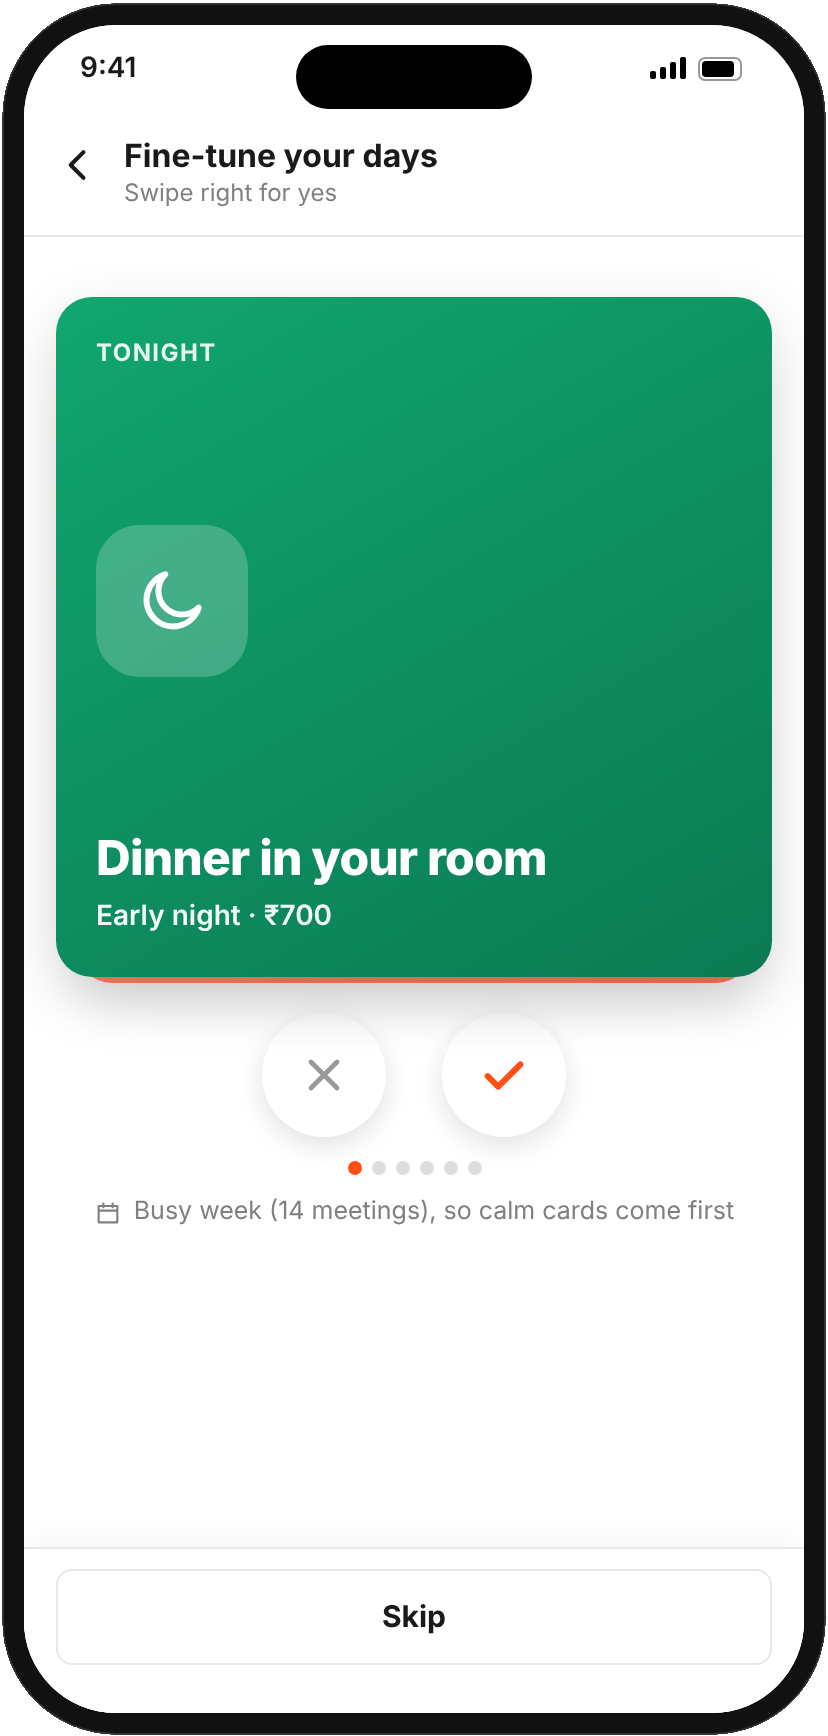 9:41
Fine-tune your days
Swipe right for yes
TONIGHT
Dinner in your room
Early night · ₹700
Busy week (14 meetings), so calm cards come first
Skip